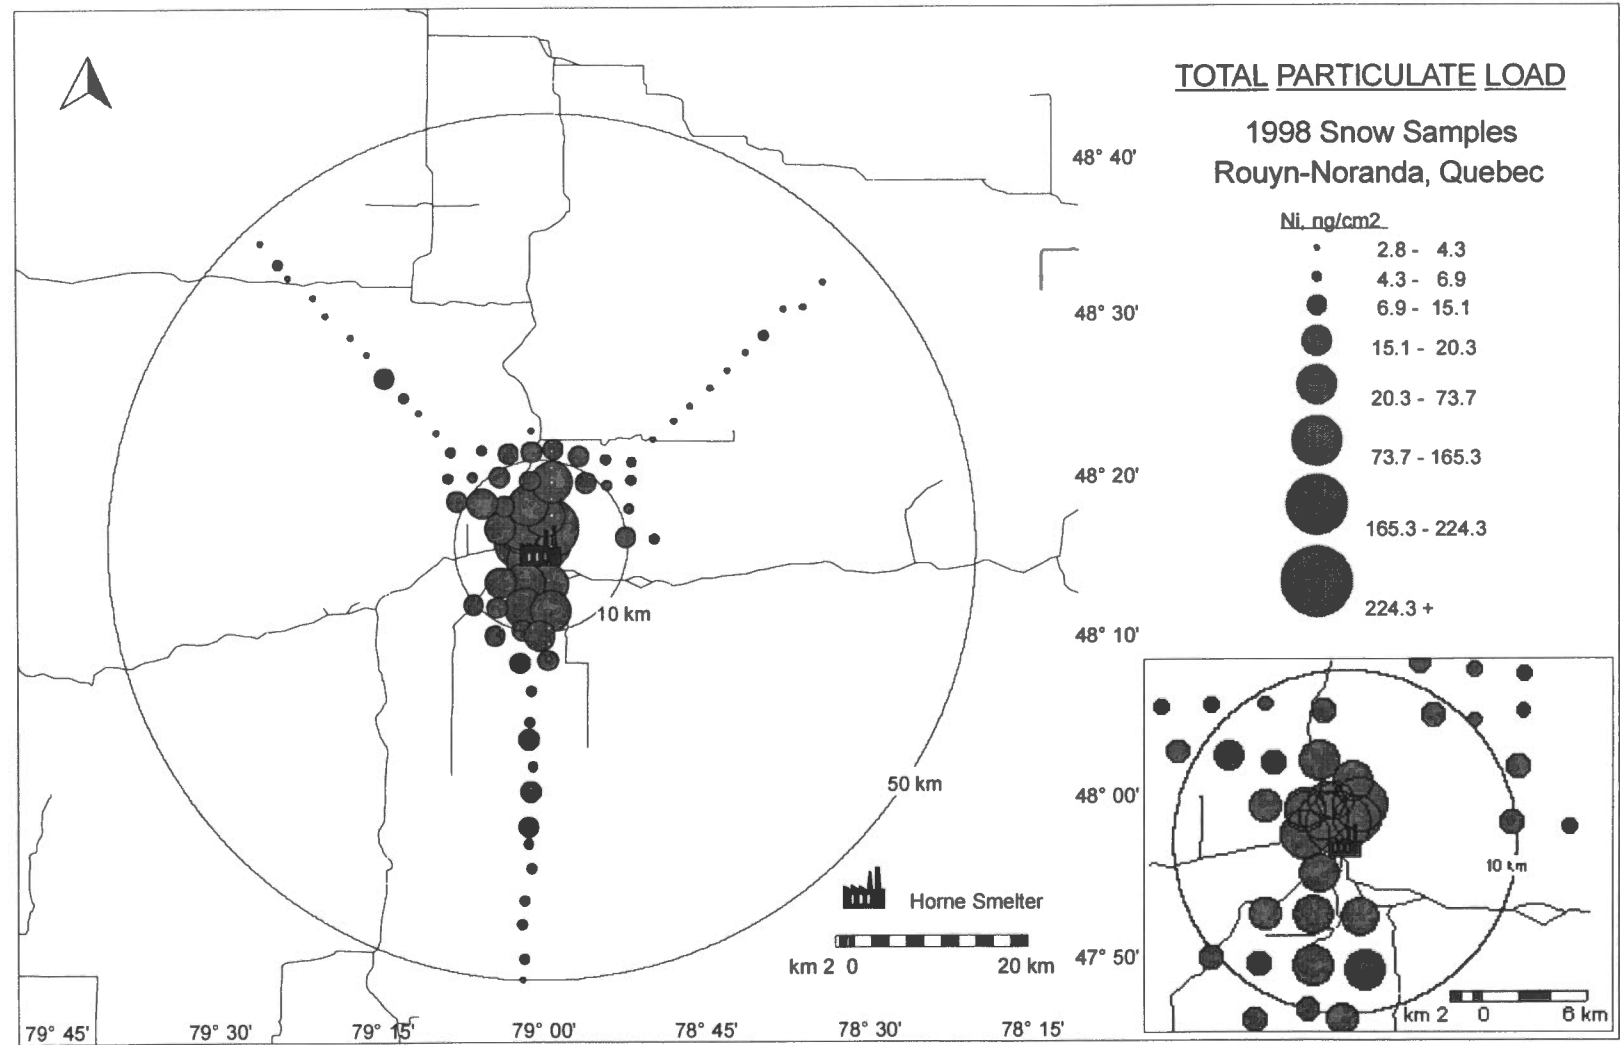 TOTAL PARTICULATE LOAD
1998 Snow Samples
Rouyn-Noranda, Quebec
Ni, ng/cm2
2.8 - 4.3
4.3 - 6.9
6.9 - 15.1
15.1 - 20.3
20.3 - 73.7
73.7 - 165.3
165.3 - 224.3
224.3 +
48° 40'
48° 30'
48° 20'
48° 10'
48° 00'
47° 50'
10 km
50 km
Horne Smelter
km 2 0 20 km
79° 45' 79° 30' 79° 15' 79° 00' 78° 45' 78° 30' 78° 15'
10 km
km 2 0 6 km